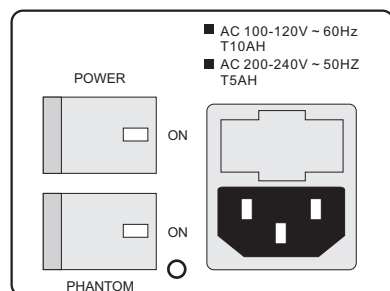 ■ AC 100-120V ~ 60Hz
T10AH
■ AC 200-240V ~ 50HZ
T5AH
POWER
ON
ON
PHANTOM